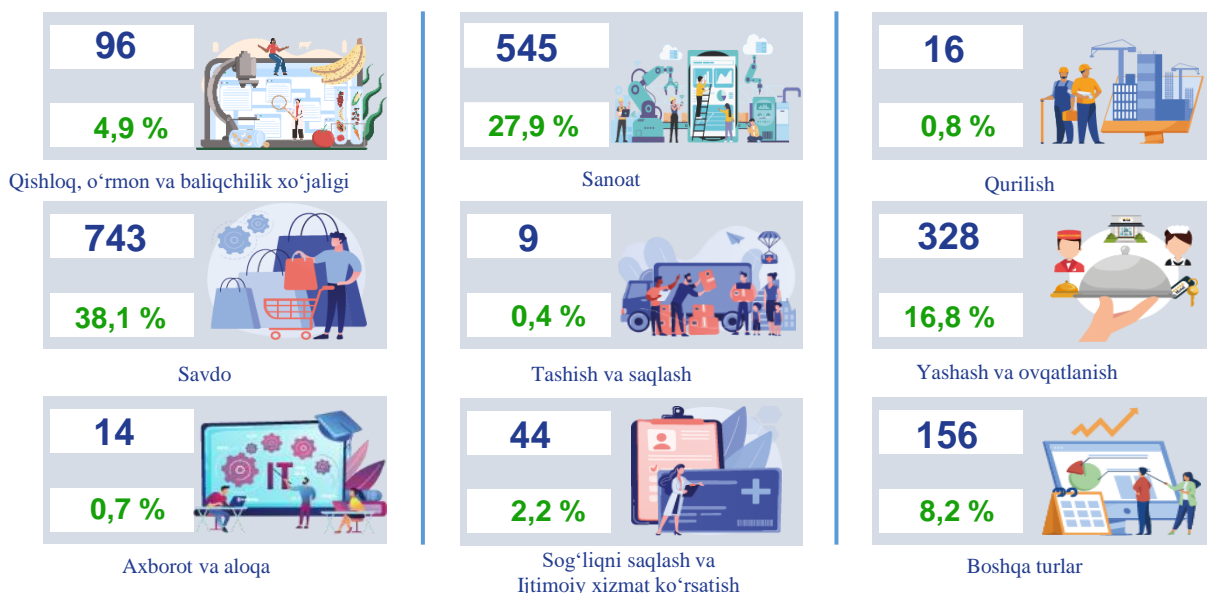 96
4,9 %
Qishloq, o‘rmon va baliqchilik xo‘jaligi
545
27,9 %
Sanoat
16
0,8 %
Qurilish
743
38,1 %
Savdo
9
0,4 %
Tashish va saqlash
328
16,8 %
Yashash va ovqatlanish
14
0,7 %
IT
Axborot va aloqa
44
2,2 %
Sog‘liqni saqlash va
Ijtimoiy xizmat ko‘rsatish
156
8,2 %
Boshqa turlar